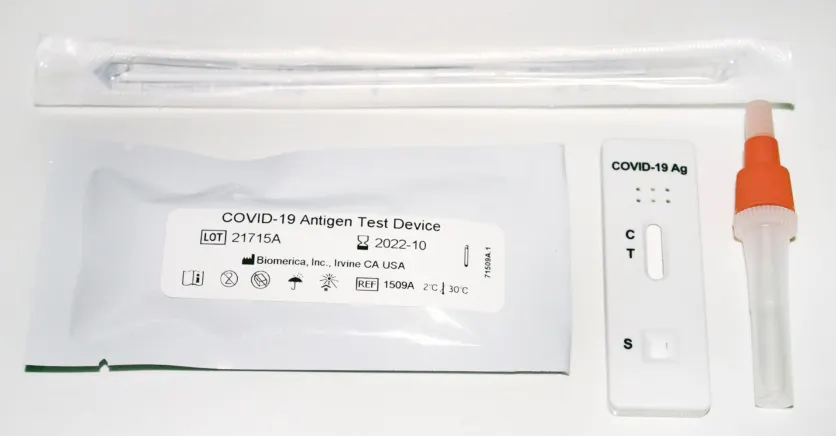 COVID-19 Antigen Test Device
LOT 21715A
2022-10
Biomerica, Inc., Irvine CA USA
REF 1509A 2°C 30°C
71509A.1
COVID-19 Ag
C
T
S